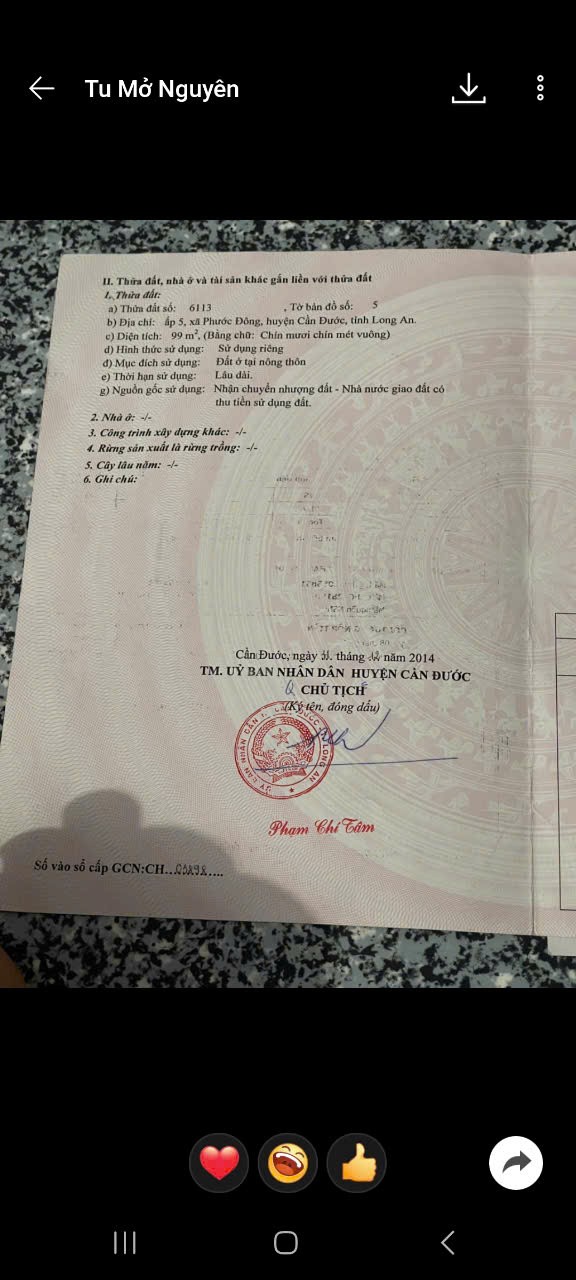 Tu Mở Nguyên
II. Thửa đất, nhà ở và tài sản khác gắn liền với thửa đất
1. Thửa đất:
a) Thửa đất số: 6113 , Tờ bản đồ số: 5
b) Địa chỉ: ấp 5, xã Phước Đông, huyện Cần Đước, tỉnh Long An.
c) Diện tích: 99 m², (Bằng chữ: Chín mươi chín mét vuông)
d) Hình thức sử dụng: Sử dụng riêng
đ) Mục đích sử dụng: Đất ở tại nông thôn
e) Thời hạn sử dụng: Lâu dài.
g) Nguồn gốc sử dụng: Nhận chuyển nhượng đất - Nhà nước giao đất có
thu tiền sử dụng đất.
2. Nhà ở: -/-
3. Công trình xây dựng khác: -/-
4. Rừng sản xuất là rừng trồng: -/-
5. Cây lâu năm: -/-
6. Ghi chú:
Cần Đước, ngày tháng năm 2014
TM. UỶ BAN NHÂN DÂN HUYỆN CẦN ĐƯỚC
CHỦ TỊCH
(Ký tên, đóng dấu)
Phạm Chí Tâm
Số vào sổ cấp GCN:CH